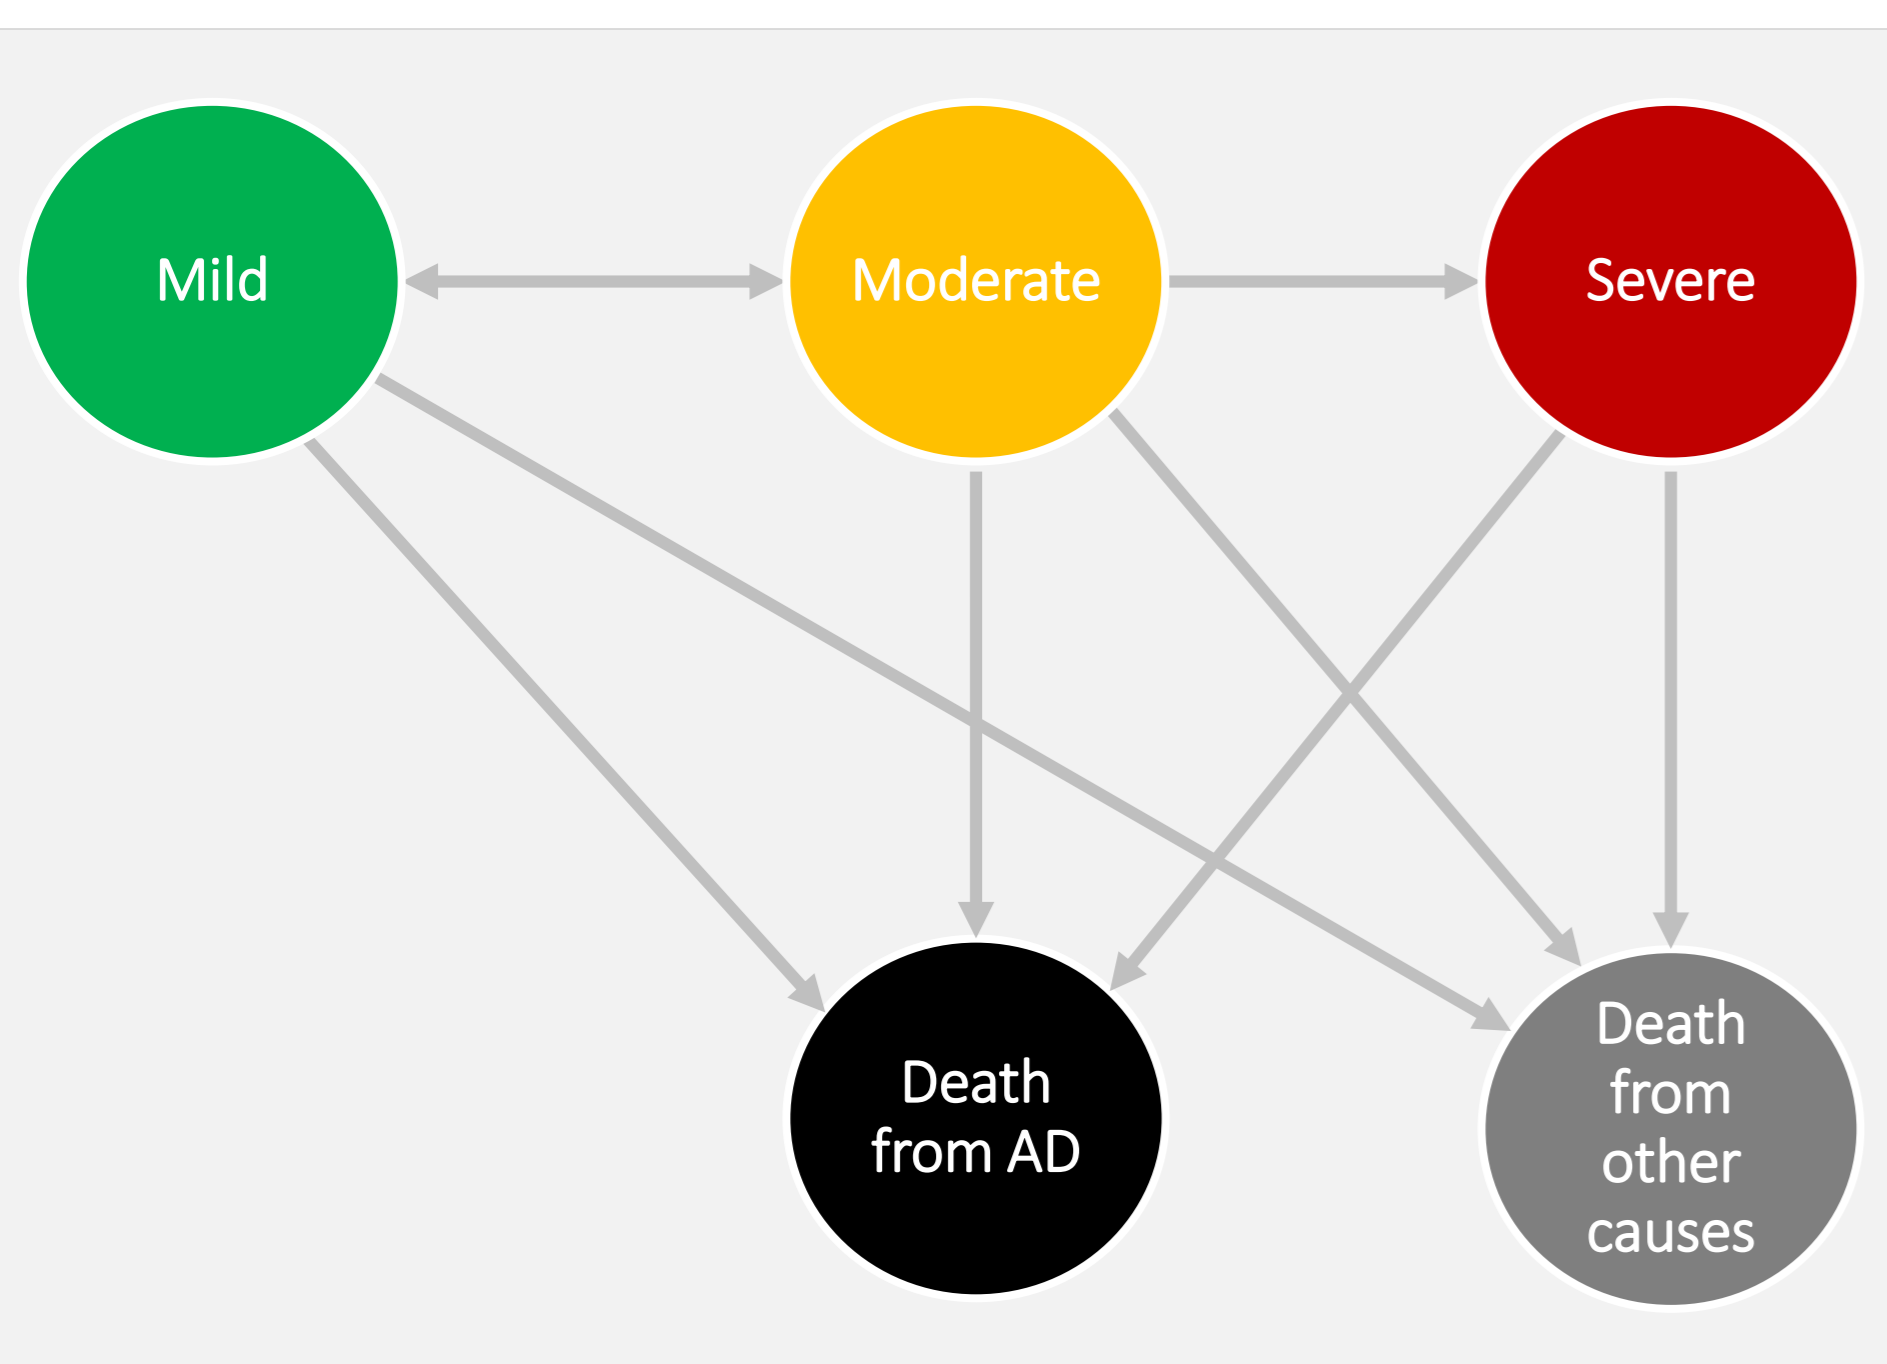 Mild
Moderate
Severe
Death
from AD
Death
from
other
causes